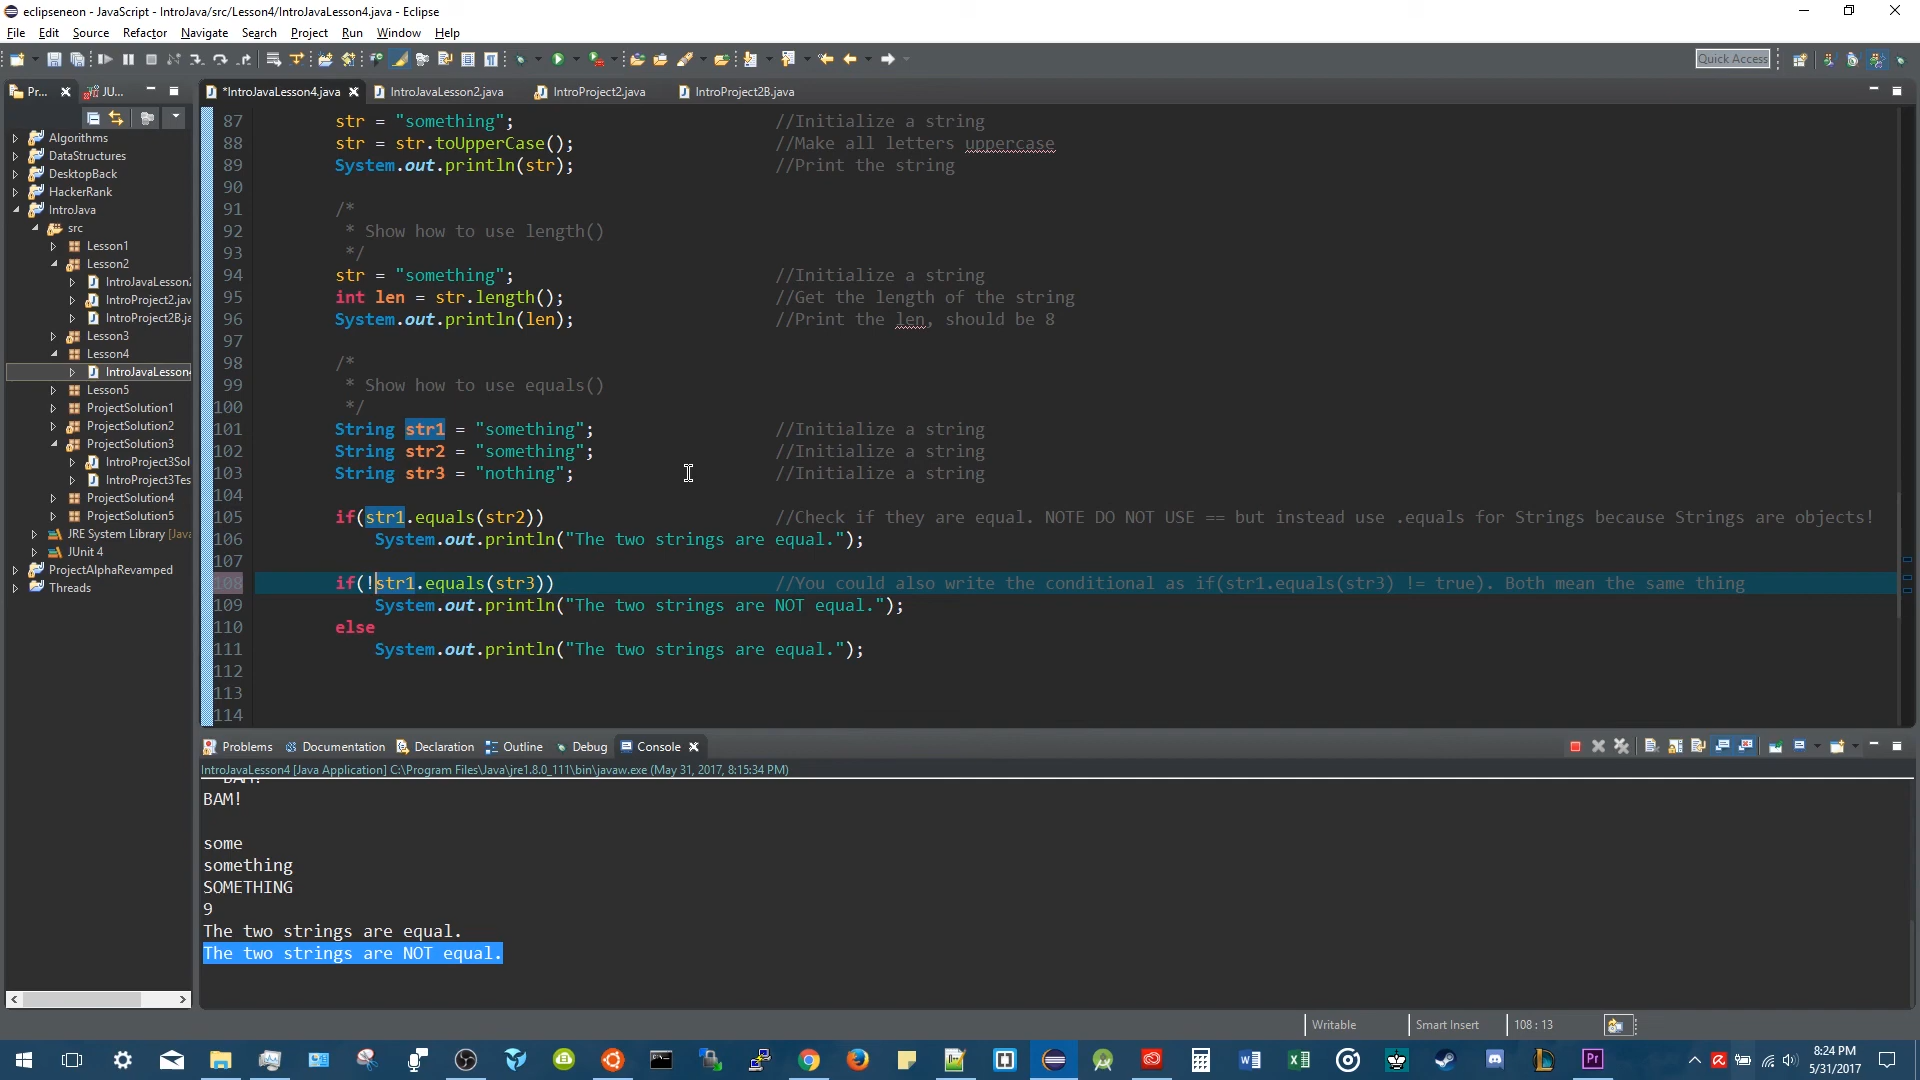 eclipseneon - JavaScript - IntroJava/src/Lesson4/IntroJavaLesson4.java - Eclipse
File Edit Source Refactor Navigate Search Project Run Window Help
Quick Access
Pr... JU...
*IntroJavaLesson4.java IntroJavaLesson2.java IntroProject2.java IntroProject2B.java
Algorithms
DataStructures
DesktopBack
HackerRank
IntroJava
src
Lesson1
Lesson2
IntroJavaLesson2
IntroProject2.jav
IntroProject2B.ja
Lesson3
Lesson4
IntroJavaLesson4
Lesson5
ProjectSolution1
ProjectSolution2
ProjectSolution3
IntroProject3Sol
IntroProject3Tes
ProjectSolution4
ProjectSolution5
JRE System Library [Java
JUnit 4
ProjectAlphaRevamped
Threads
87 str = "something"; //Initialize a string
88 str = str.toUpperCase(); //Make all letters uppercase
89 System.out.println(str); //Print the string
90
91 /*
92 * Show how to use length()
93 */
94 str = "something"; //Initialize a string
95 int len = str.length(); //Get the length of the string
96 System.out.println(len); //Print the len, should be 8
97
98 /*
99 * Show how to use equals()
100 */
101 String str1 = "something"; //Initialize a string
102 String str2 = "something"; //Initialize a string
103 String str3 = "nothing"; //Initialize a string
104
105 if(str1.equals(str2)) //Check if they are equal. NOTE DO NOT USE == but instead use .equals for Strings because Strings are objects!
106 System.out.println("The two strings are equal.");
107
108 if(!str1.equals(str3)) //You could also write the conditional as if(str1.equals(str3) != true). Both mean the same thing
109 System.out.println("The two strings are NOT equal.");
110 else
111 System.out.println("The two strings are equal.");
112
113
114
Problems Documentation Declaration Outline Debug Console
IntroJavaLesson4 [Java Application] C:\Program Files\Java\jre1.8.0_111\bin\javaw.exe (May 31, 2017, 8:15:34 PM)
BAM!
BAM!
some
something
SOMETHING
9
The two strings are equal.
The two strings are NOT equal.
Writable Smart Insert 108 : 13
8:24 PM
5/31/2017